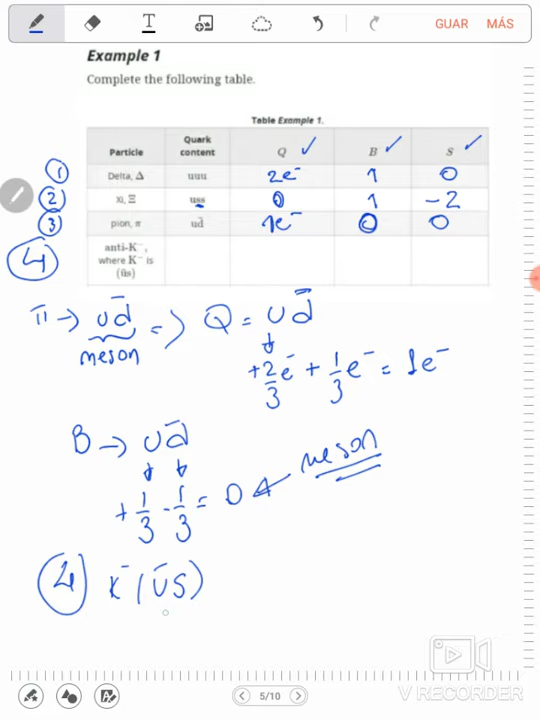 T
GUAR MÁS
Example 1
Complete the following table.
Table Example 1.
Particle Quark content Q ✓ B ✓ S ✓
① Delta, Δ uuu 2e⁻ 1 0
② Xi, Ξ uss 0 1 -2
③ pion, π ud̄ 1e⁻ 0 0
④ anti-K⁻, where K⁻ is (ūs)
π → ud̄ => Q = ud̄
meson
+2/3 e⁻ + 1/3 e⁻ = 1e⁻
B → ud̄
+1/3 - 1/3 = 0 ← meson
④ K⁻ (ūs)
5/10
V RECORDER